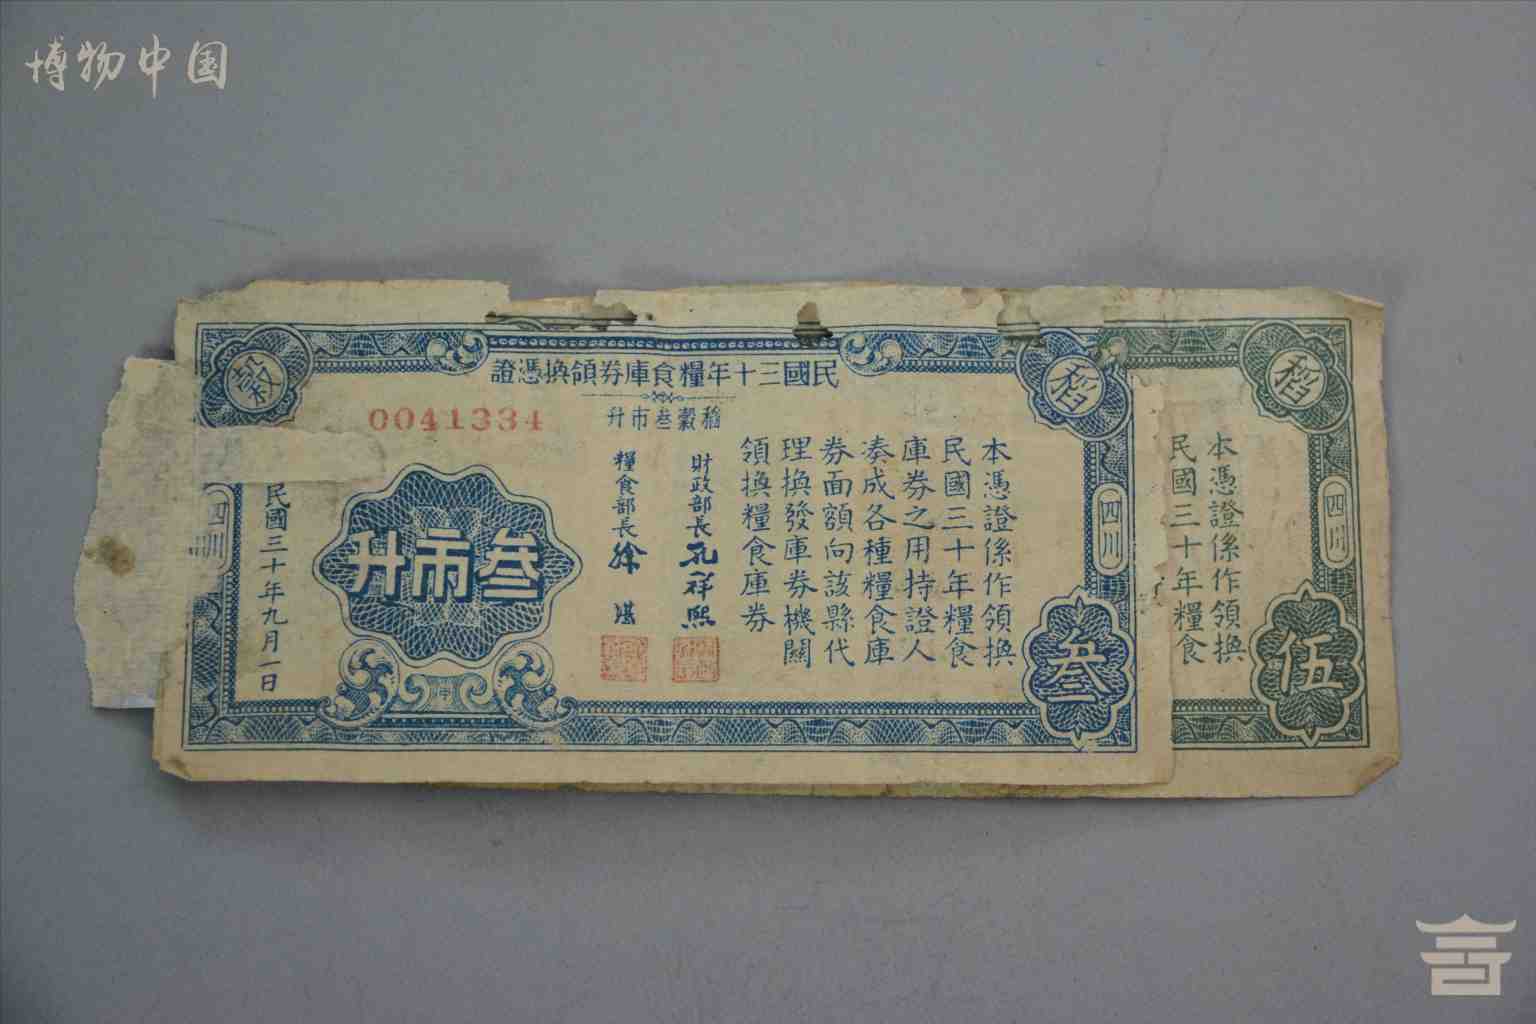 博物中国
民國三十年糧食庫券領換憑證
稻穀叁市升
0041334
穀
稻
四川
四川
叁
本憑證係作領換
民國三十年糧食
庫券之用持證人
凑成各種糧食庫
券面額向該縣代
理換發庫券機關
領換糧食庫券
財政部長孔祥熙
糧食部長徐堪
叁市升
民國三十年九月一日
稻
四川
伍
本憑證係作領換
民國三十年糧食